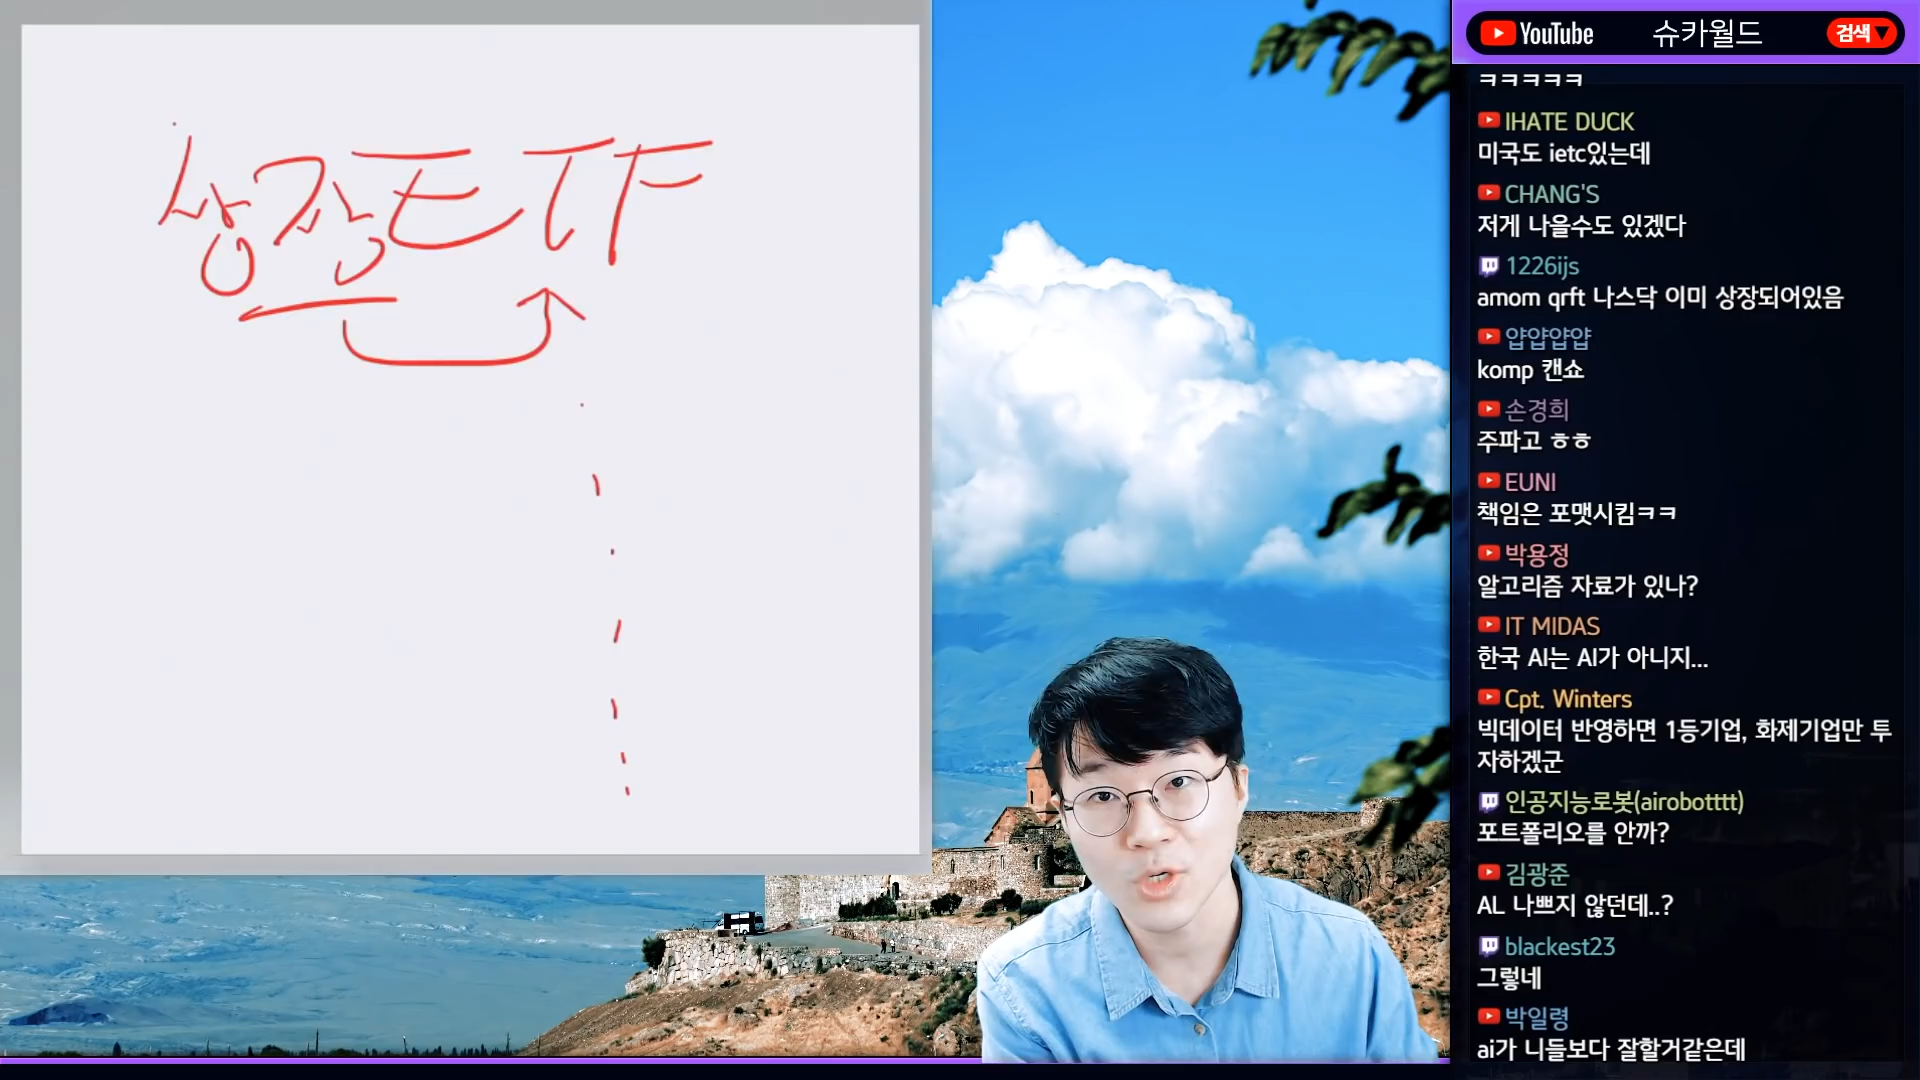 상장 ETF
YouTube 슈카월드 검색▼
ㅋㅋㅋㅋㅋ
IHATE DUCK
미국도 ietc있는데
CHANG'S
저게 나을수도 있겠다
1226ijs
amom qrft 나스닥 이미 상장되어있음
얍얍얍얍
komp 캔쇼
손경희
주파고 ㅎㅎ
EUNI
책임은 포맷시킴ㅋㅋ
박용정
알고리즘 자료가 있나?
IT MIDAS
한국 AI는 AI가 아니지...
Cpt. Winters
빅데이터 반영하면 1등기업, 화제기업만 투
자하겠군
인공지능로봇(airobotttt)
포트폴리오를 안까?
김광준
AL 나쁘지 않던데..?
blackest23
그렇네
박일령
ai가 니들보다 잘할거같은데